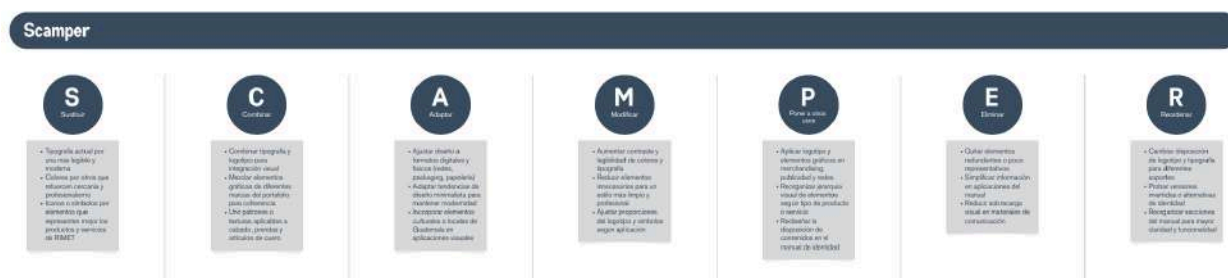 Scamper
S
Sustituir
• Tipografía actual por
una más legible y
moderna
• Colores por otros que
refuercen cercanía y
profesionalismo
• Iconos o símbolos por
elementos que
representen mejor los
productos y servicios
de RIMET
C
Combinar
• Combinar tipografía y
logotipo para
integración visual
• Mezclar elementos
gráficos de diferentes
marcas del portafolio
para coherencia
• Unir patrones o
texturas aplicables a
calzado, prendas y
artículos de cuero
A
Adaptar
• Ajustar diseño a
formatos digitales y
físicos (redes,
packaging, papelería)
• Adaptar tendencias de
diseño minimalista para
mantener modernidad
• Incorporar elementos
culturales o locales de
Guatemala en
aplicaciones visuales
M
Modificar
• Aumentar contraste y
legibilidad de colores y
tipografía
• Reducir elementos
innecesarios para un
estilo más limpio y
profesional
• Ajustar proporciones
del logotipo y símbolos
según aplicación
P
Poner a otros
usos
• Aplicar logotipo y
elementos gráficos en
merchandising,
publicidad y redes
• Reorganizar jerarquía
visual de elementos
según tipo de producto
o servicio
• Rediseñar la
disposición de
contenidos en el
manual de identidad
E
Eliminar
• Quitar elementos
redundantes o poco
representativos
• Simplificar información
en aplicaciones del
manual
• Reducir sobrecarga
visual en materiales de
comunicación
R
Reordenar
• Cambiar disposición
de logotipo y tipografía
para diferentes
soportes
• Probar versiones
invertidas o alternativas
de identidad
• Reorganizar secciones
del manual para mayor
claridad y funcionalidad